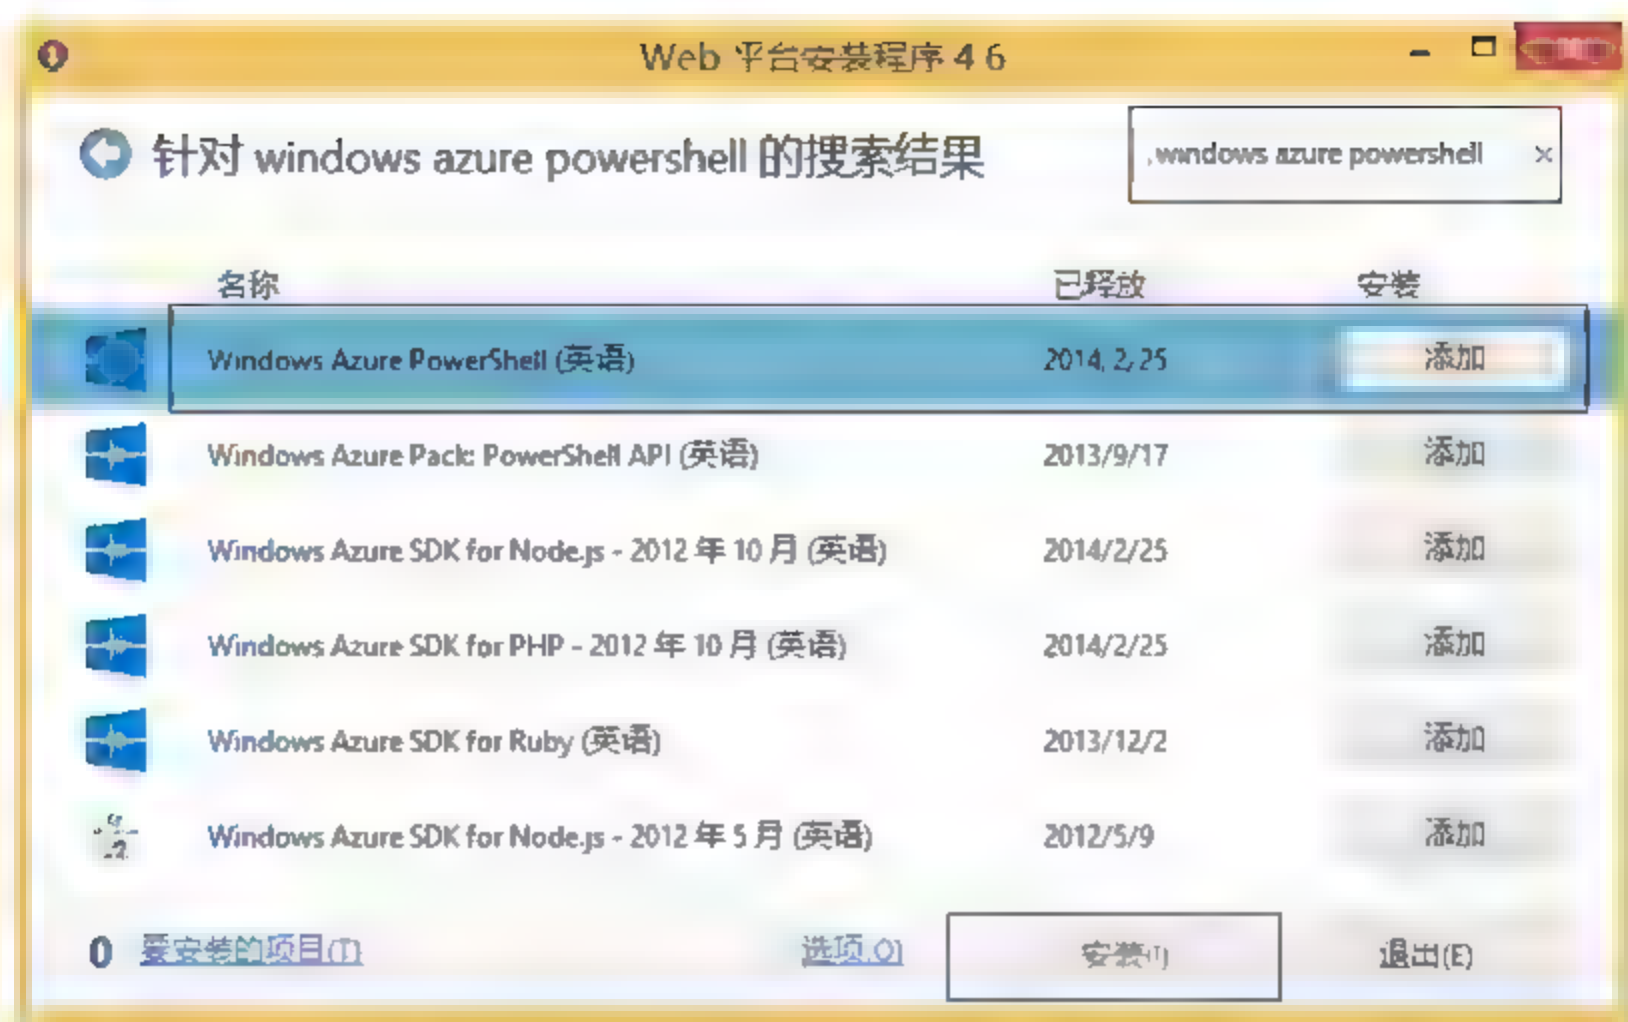 Web 平台安装程序 4 6
针对 windows azure powershell 的搜索结果
windows azure powershell ×
名称 已释放 安装
Windows Azure PowerShell (英语) 2014/2/25 添加
Windows Azure Pack: PowerShell API (英语) 2013/9/17 添加
Windows Azure SDK for Node.js - 2012 年 10 月 (英语) 2014/2/25 添加
Windows Azure SDK for PHP - 2012 年 10 月 (英语) 2014/2/25 添加
Windows Azure SDK for Ruby (英语) 2013/12/2 添加
Windows Azure SDK for Node.js - 2012 年 5 月 (英语) 2012/5/9 添加
0 要安装的项目(T) 选项(O) 安装(I) 退出(E)